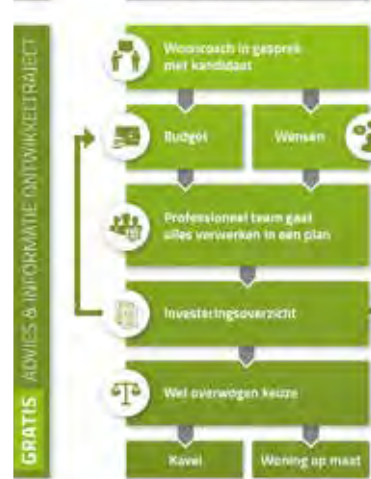 GRATIS ADVIES & INFORMATIE ONTWIKKELTRAJECT
Wooncoach in gesprek
met kandidaat
Budget
Wensen
Professioneel team gaat
alles verwerken in een plan
Investeringsoverzicht
Wel overwogen keuze
Kavel
Woning op maat